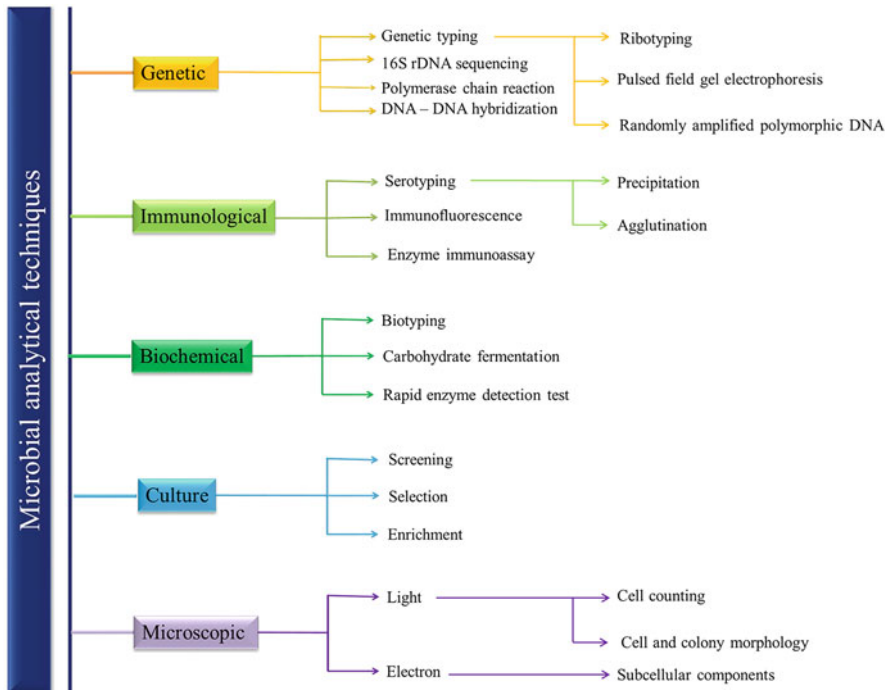 Microbial analytical techniques
Genetic
Genetic typing
16S rDNA sequencing
Polymerase chain reaction
DNA – DNA hybridization
Ribotyping
Pulsed field gel electrophoresis
Randomly amplified polymorphic DNA
Immunological
Serotyping
Immunofluorescence
Enzyme immunoassay
Precipitation
Agglutination
Biochemical
Biotyping
Carbohydrate fermentation
Rapid enzyme detection test
Culture
Screening
Selection
Enrichment
Microscopic
Light
Electron
Cell counting
Cell and colony morphology
Subcellular components